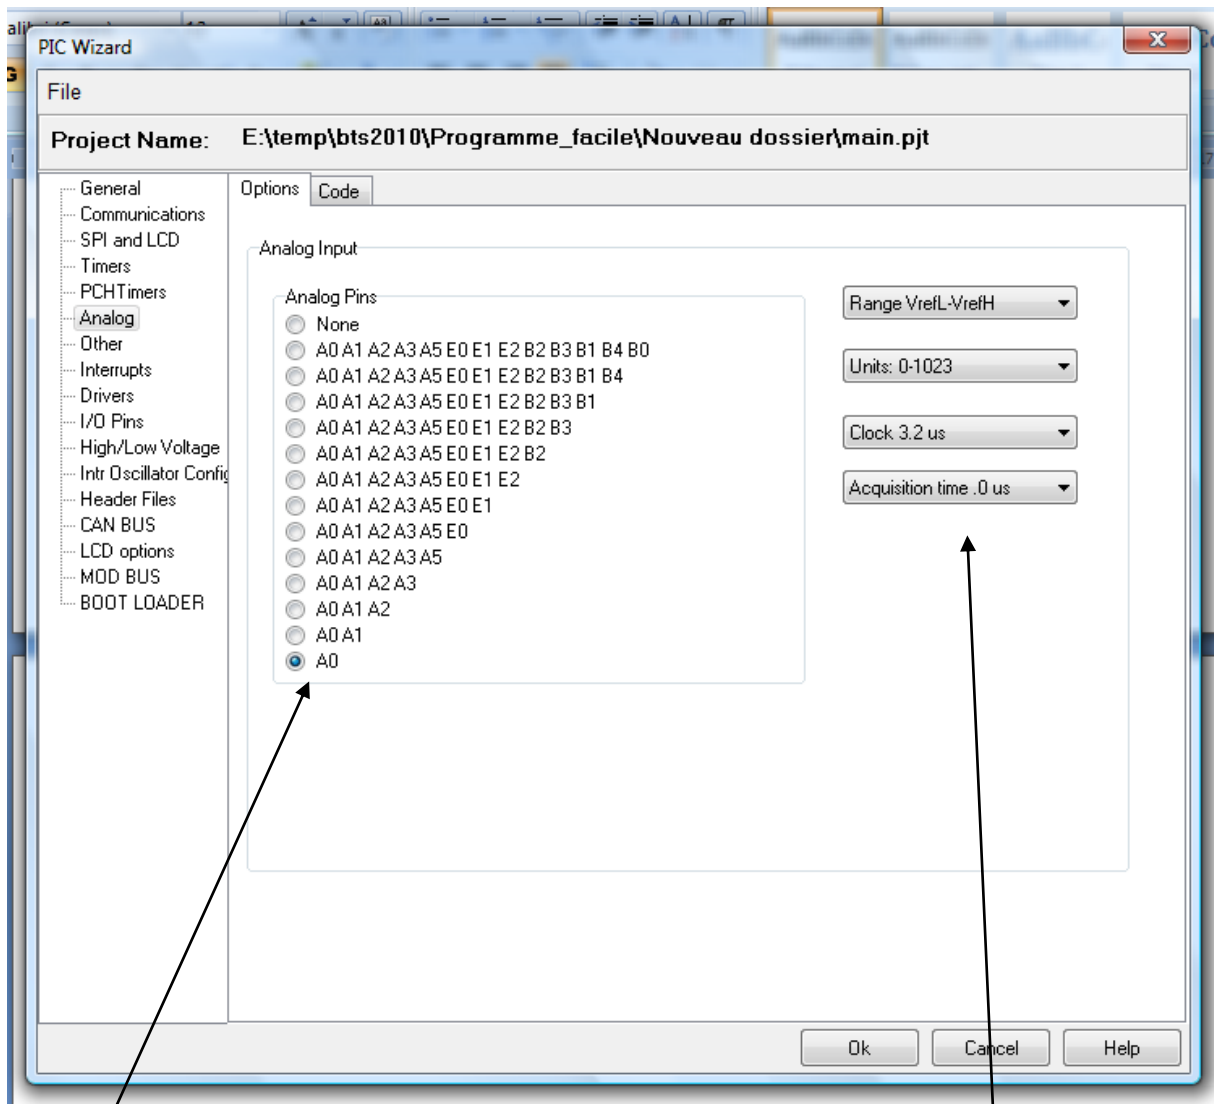 PIC Wizard
File
Project Name: E:\temp\bts2010\Programme_facile\Nouveau dossier\main.pjt
General
Communications
SPI and LCD
Timers
PCHTimers
Analog
Other
Interrupts
Drivers
I/O Pins
High/Low Voltage
Intr Oscillator Config
Header Files
CAN BUS
LCD options
MOD BUS
BOOT LOADER
Options Code
Analog Input
Analog Pins
None
A0 A1 A2 A3 A5 E0 E1 E2 B2 B3 B1 B4 B0
A0 A1 A2 A3 A5 E0 E1 E2 B2 B3 B1 B4
A0 A1 A2 A3 A5 E0 E1 E2 B2 B3 B1
A0 A1 A2 A3 A5 E0 E1 E2 B2 B3
A0 A1 A2 A3 A5 E0 E1 E2 B2
A0 A1 A2 A3 A5 E0 E1 E2
A0 A1 A2 A3 A5 E0 E1
A0 A1 A2 A3 A5 E0
A0 A1 A2 A3 A5
A0 A1 A2 A3
A0 A1 A2
A0 A1
A0
Range VrefL-VrefH
Units: 0-1023
Clock 3.2 us
Acquisition time .0 us
Ok Cancel Help